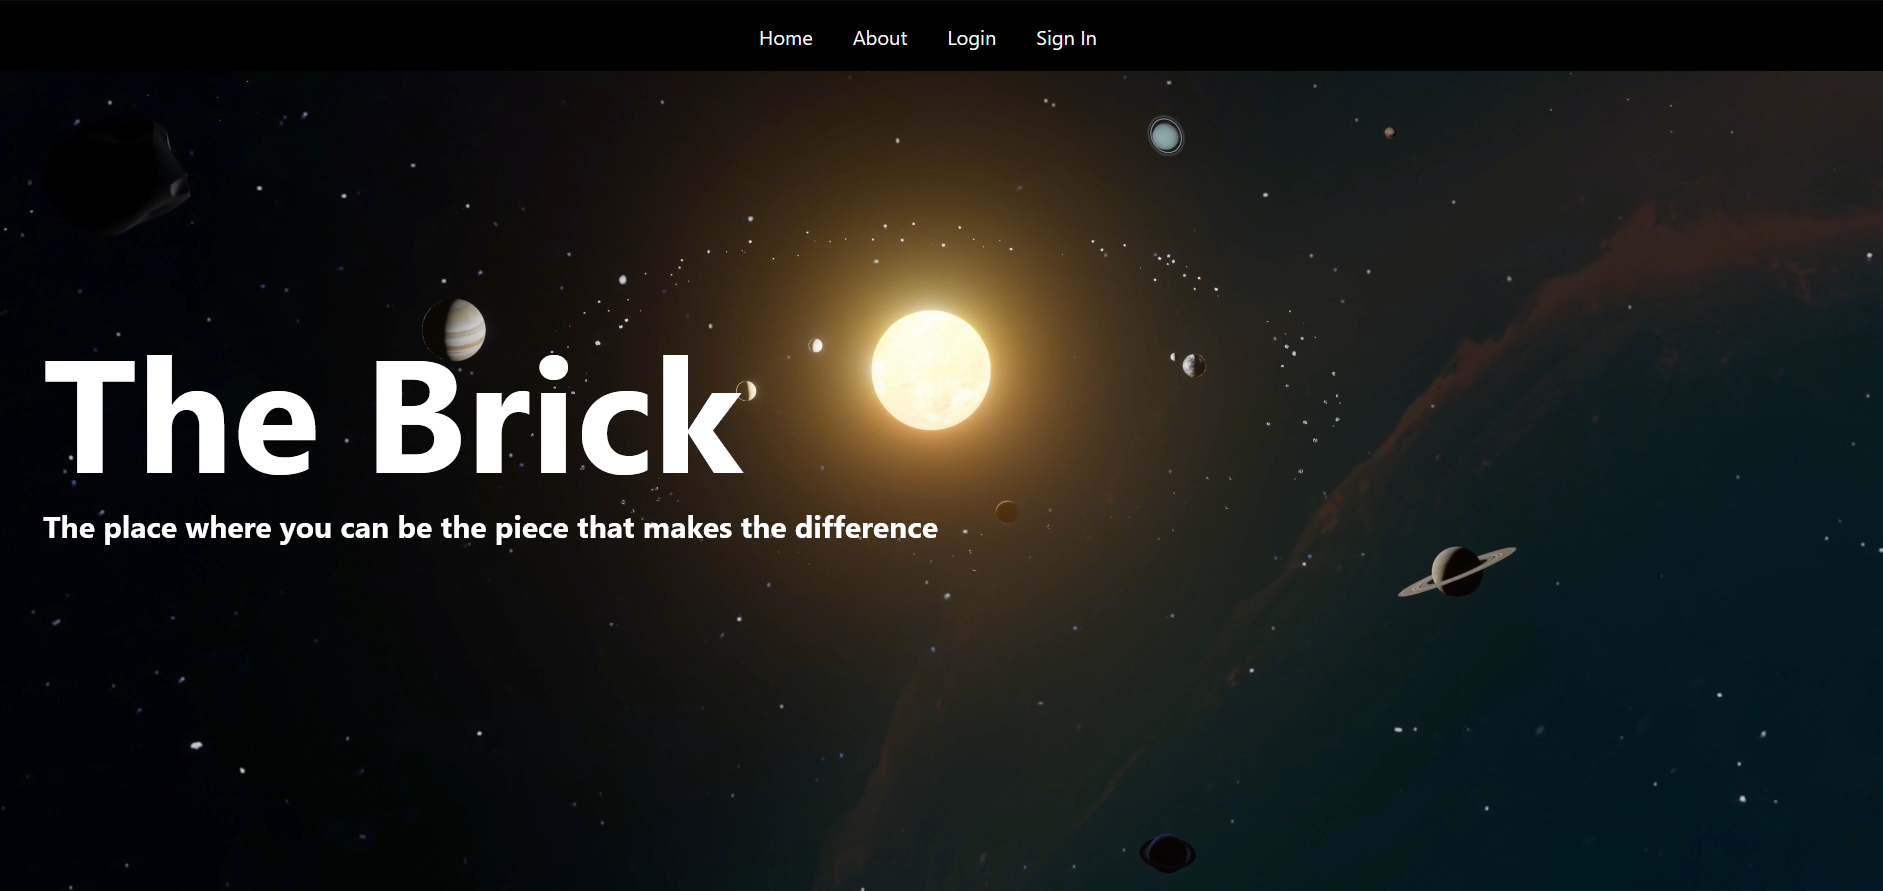 Home About Login Sign In
The Brick
The place where you can be the piece that makes the difference